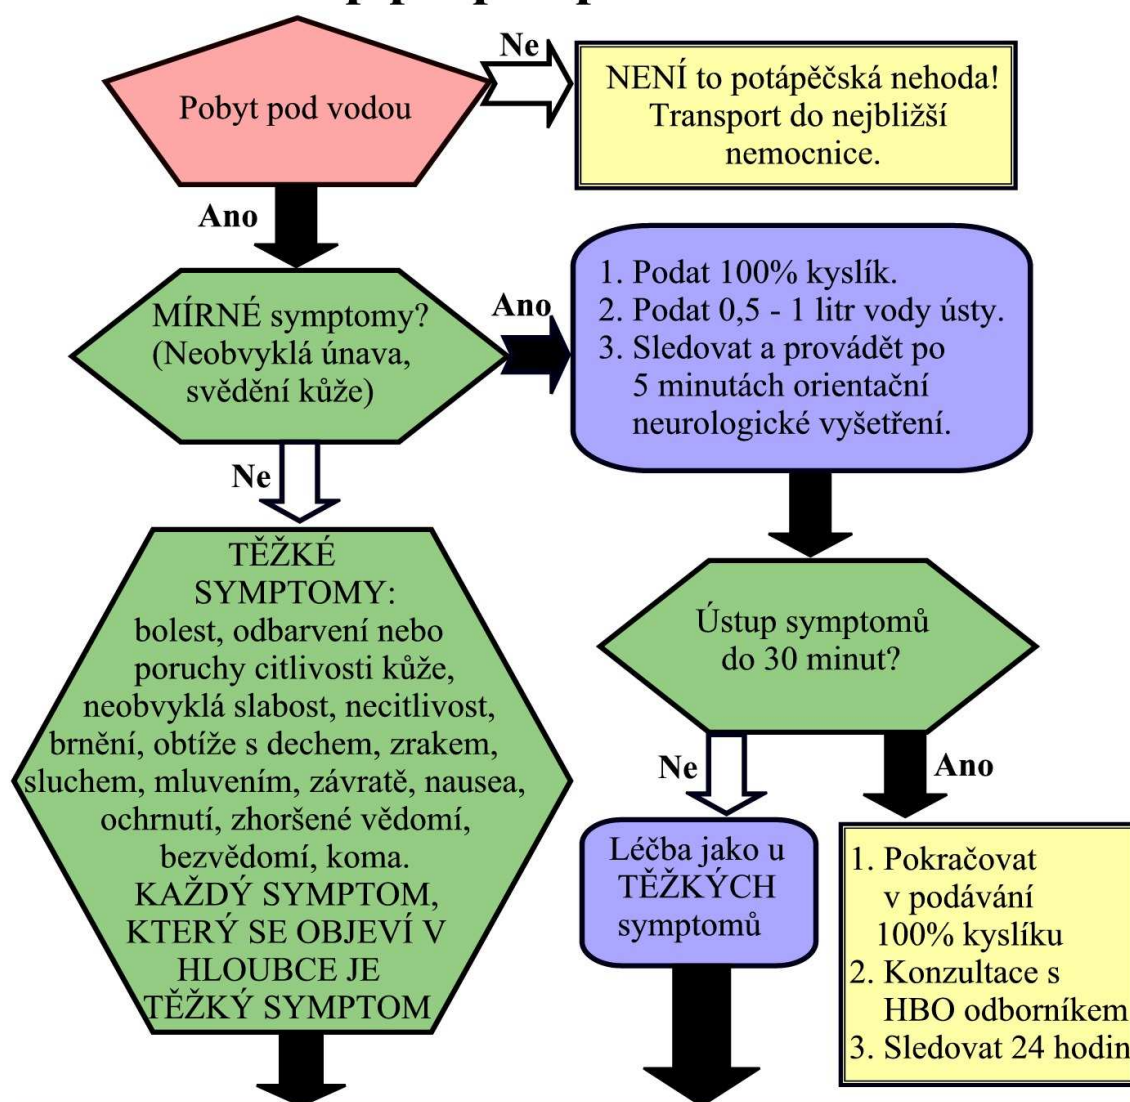 Ne
NENÍ to potápěčská nehoda!
Transport do nejbližší
nemocnice.
Pobyt pod vodou
Ano
MÍRNÉ symptomy?
(Neobvyklá únava,
svědění kůže)
Ano
1. Podat 100% kyslík.
2. Podat 0,5 - 1 litr vody ústy.
3. Sledovat a provádět po
5 minutách orientační
neurologické vyšetření.
Ne
TĚŽKÉ
SYMPTOMY:
bolest, odbarvení nebo
poruchy citlivosti kůže,
neobvyklá slabost, necitlivost,
brnění, obtíže s dechem, zrakem,
sluchem, mluvením, závratě, nausea,
ochrnutí, zhoršené vědomí,
bezvědomí, koma.
KAŽDÝ SYMPTOM,
KTERÝ SE OBJEVÍ V
HLOUBCE JE
TĚŽKÝ SYMPTOM
Ústup symptomů
do 30 minut?
Ne
Ano
Léčba jako u
TĚŽKÝCH
symptomů
1. Pokračovat
v podávání
100% kyslíku
2. Konzultace s
HBO odborníkem
3. Sledovat 24 hodin